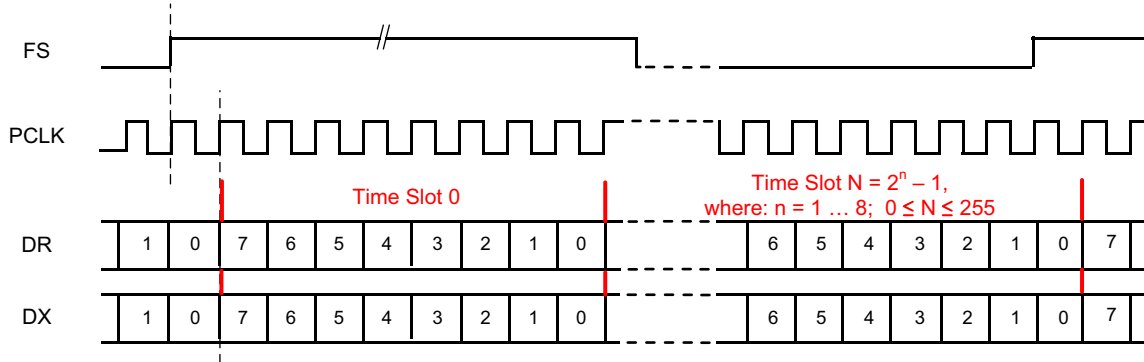 FS
PCLK
Time Slot 0
Time Slot N = 2ⁿ – 1,
where: n = 1 … 8; 0 ≤ N ≤ 255
DR 1 0 7 6 5 4 3 2 1 0 6 5 4 3 2 1 0 7
DX 1 0 7 6 5 4 3 2 1 0 6 5 4 3 2 1 0 7